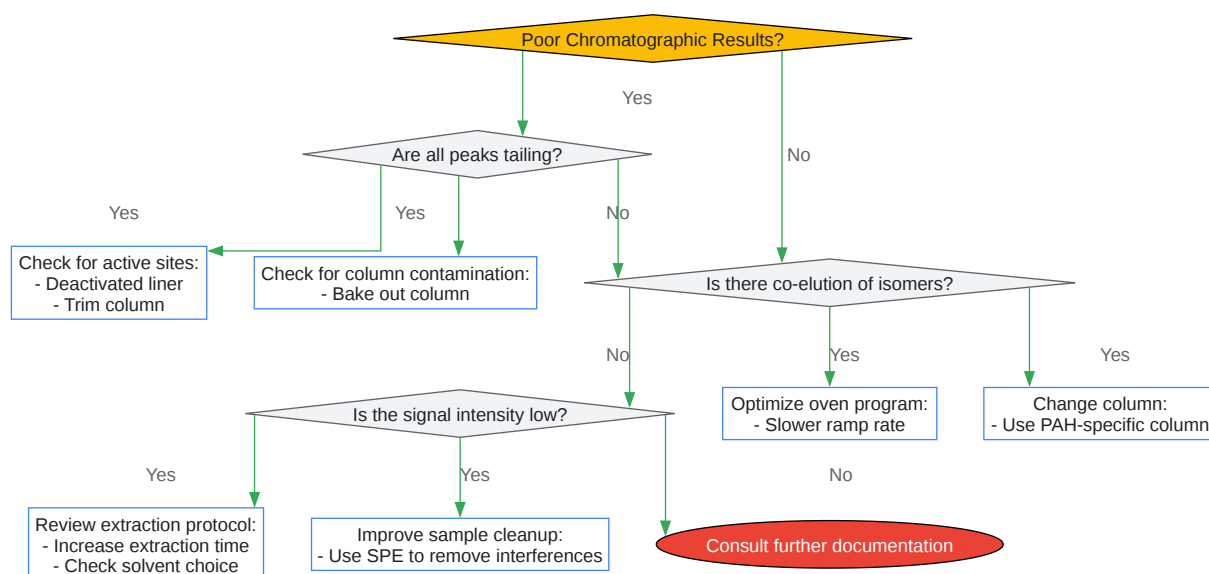 Poor Chromatographic Results?
Yes
No
Are all peaks tailing?
Yes
Yes
No
Check for active sites:
- Deactivated liner
- Trim column
Check for column contamination:
- Bake out column
Is there co-elution of isomers?
No
Yes
Yes
Optimize oven program:
- Slower ramp rate
Change column:
- Use PAH-specific column
Is the signal intensity low?
Yes
Yes
No
Review extraction protocol:
- Increase extraction time
- Check solvent choice
Improve sample cleanup:
- Use SPE to remove interferences
Consult further documentation